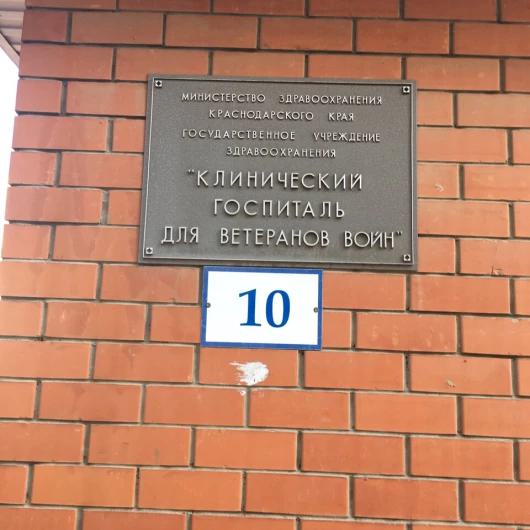 МИНИСТЕРСТВО ЗДРАВООХРАНЕНИЯ
КРАСНОДАРСКОГО КРАЯ
ГОСУДАРСТВЕННОЕ УЧРЕЖДЕНИЕ
ЗДРАВООХРАНЕНИЯ
"КЛИНИЧЕСКИЙ
ГОСПИТАЛЬ
ДЛЯ ВЕТЕРАНОВ ВОЙН"
10